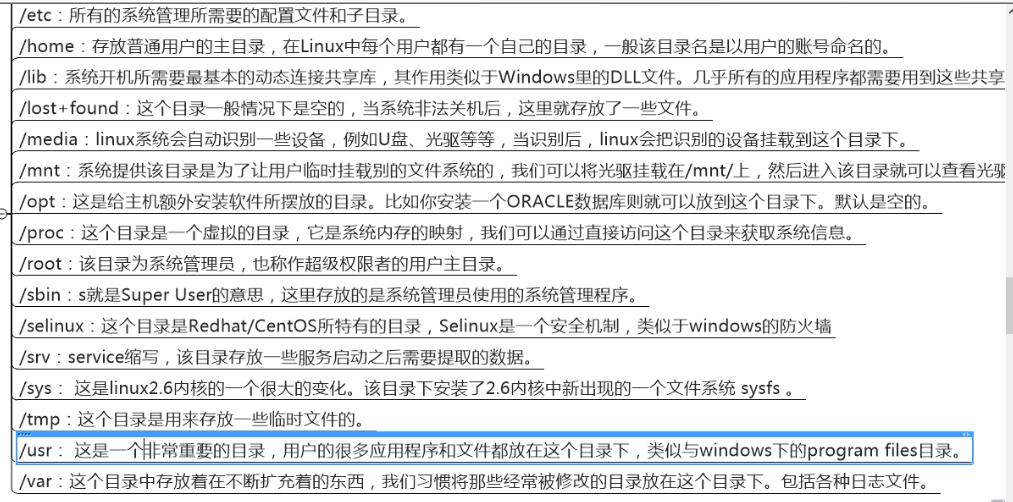 /etc：所有的系统管理所需要的配置文件和子目录。
/home：存放普通用户的主目录，在Linux中每个用户都有一个自己的目录，一般该目录名是以用户的账号命名的。
/lib：系统开机所需要最基本的动态连接共享库，其作用类似于Windows里的DLL文件。几乎所有的应用程序都需要用到这些共享
/lost+found：这个目录一般情况下是空的，当系统非法关机后，这里就存放了一些文件。
/media：linux系统会自动识别一些设备，例如U盘、光驱等等，当识别后，linux会把识别的设备挂载到这个目录下。
/mnt：系统提供该目录是为了让用户临时挂载别的文件系统的，我们可以将光驱挂载在/mnt/上，然后进入该目录就可以查看光驱
/opt：这是给主机额外安装软件所摆放的目录。比如你安装一个ORACLE数据库则就可以放到这个目录下。默认是空的。
/proc：这个目录是一个虚拟的目录，它是系统内存的映射，我们可以通过直接访问这个目录来获取系统信息。
/root：该目录为系统管理员，也称作超级权限者的用户主目录。
/sbin：s就是Super User的意思，这里存放的是系统管理员使用的系统管理程序。
/selinux：这个目录是Redhat/CentOS所特有的目录，Selinux是一个安全机制，类似于windows的防火墙
/srv：service缩写，该目录存放一些服务启动之后需要提取的数据。
/sys： 这是linux2.6内核的一个很大的变化。该目录下安装了2.6内核中新出现的一个文件系统 sysfs 。
/tmp：这个目录是用来存放一些临时文件的。
/usr： 这是一个非常重要的目录，用户的很多应用程序和文件都放在这个目录下，类似与windows下的program files目录。
/var：这个目录中存放着在不断扩充着的东西，我们习惯将那些经常被修改的目录放在这个目录下。包括各种日志文件。